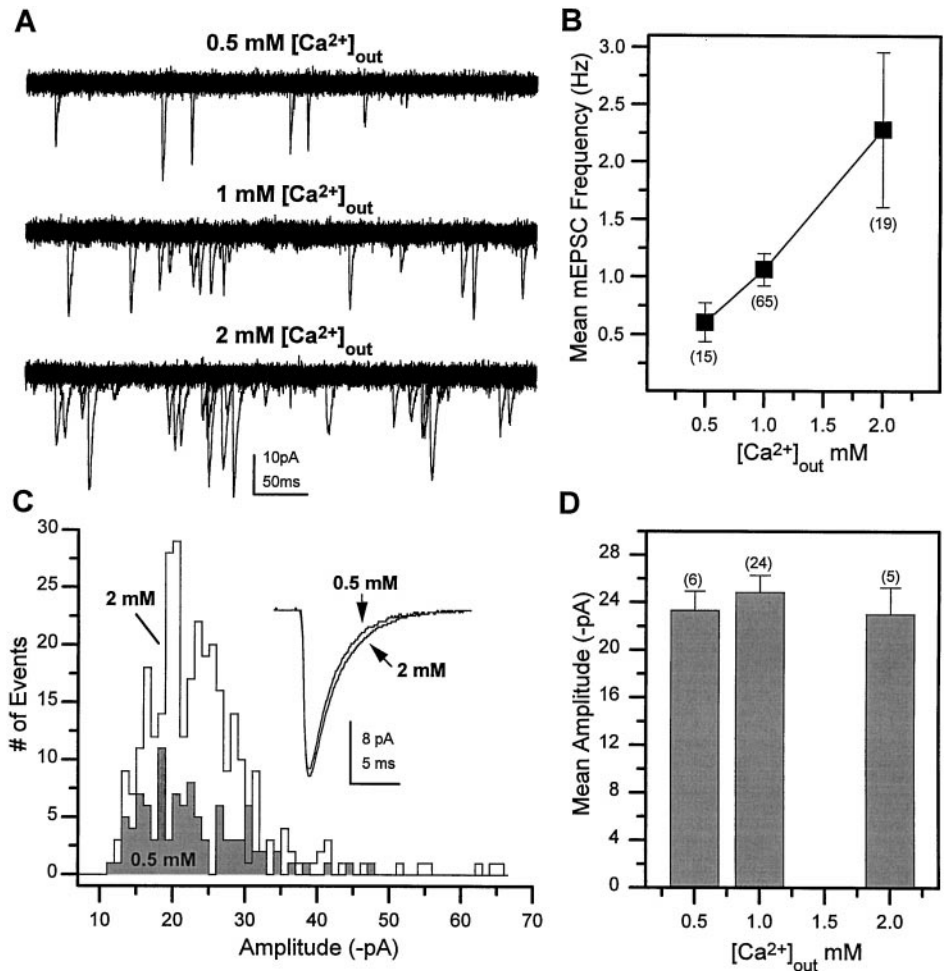 A
0.5 mM [Ca2+]out
1 mM [Ca2+]out
2 mM [Ca2+]out
10pA
50ms
B
Mean mEPSC Frequency (Hz)
3.0
2.5
2.0
1.5
1.0
0.5
(15)
(65)
(19)
0.5 1.0 1.5 2.0
[Ca2+]out mM
C
# of Events
30
25
20
15
10
5
0
2 mM
0.5 mM
0.5 mM
2 mM
8 pA
5 ms
10 20 30 40 50 60 70
Amplitude (-pA)
D
Mean Amplitude (-pA)
28
24
20
16
12
8
4
0
(6)
(24)
(5)
0.5 1.0 1.5 2.0
[Ca2+]out mM